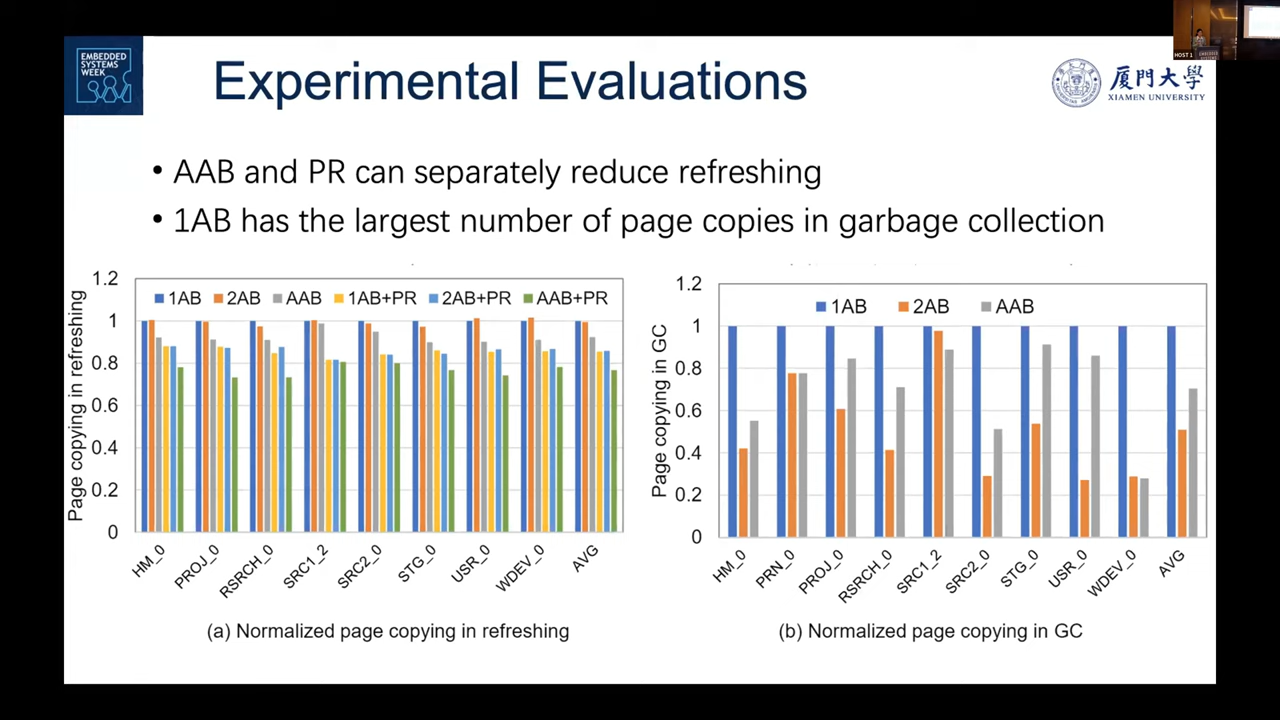 HOST 1
EMBEDDED
SYSTEMS
WEEK
Experimental Evaluations
厦門大學
XIAMEN UNIVERSITY
• AAB and PR can separately reduce refreshing
• 1AB has the largest number of page copies in garbage collection
Page copying in refreshing
1.2
1
0.8
0.6
0.4
0.2
0
1AB 2AB AAB 1AB+PR 2AB+PR AAB+PR
HM_0 PROJ_0 RSRCH_0 SRC1_2 SRC2_0 STG_0 USR_0 WDEV_0 AVG
(a) Normalized page copying in refreshing
Page copying in GC
1.2
1
0.8
0.6
0.4
0.2
0
1AB 2AB AAB
HM_0 PRN_0 PROJ_0 RSRCH_0 SRC1_2 SRC2_0 STG_0 USR_0 WDEV_0 AVG
(b) Normalized page copying in GC